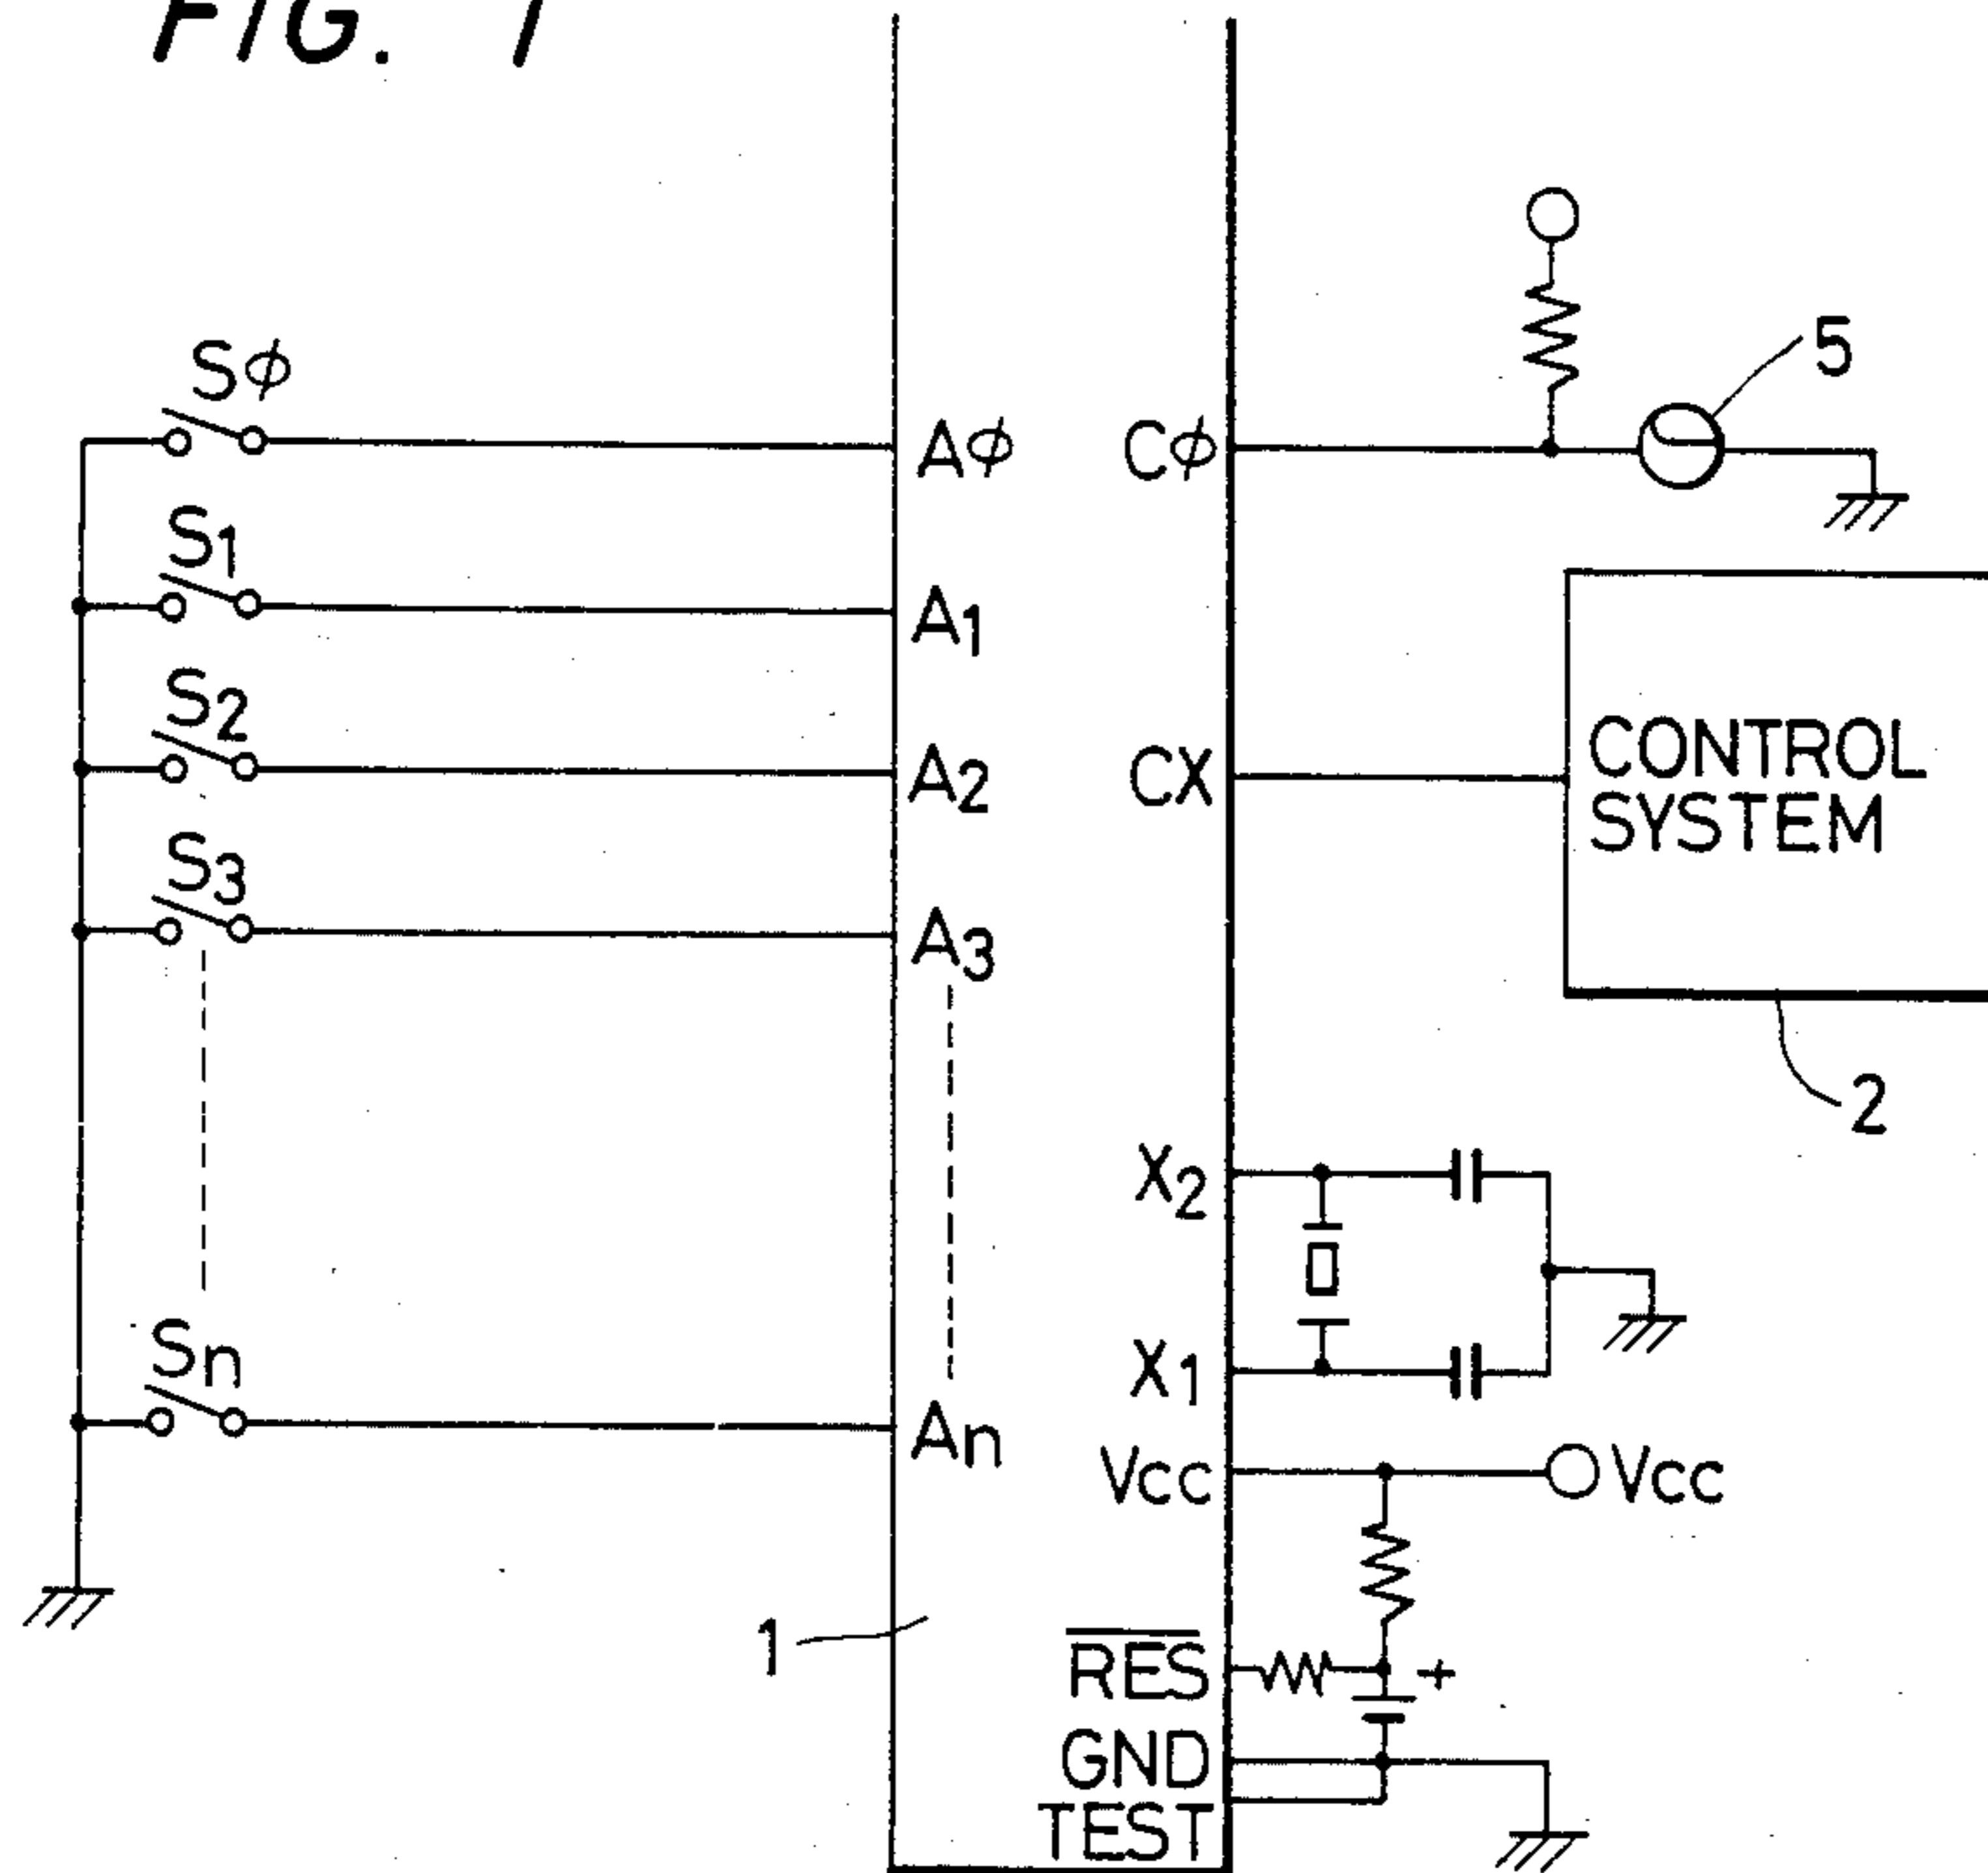 FIG. 1
Sϕ
Aϕ
Cϕ
5
S1
A1
S2
A2
CX
CONTROL
SYSTEM
S3
A3
2
X2
X1
Sn
An
Vcc
Vcc
1
RES
GND
TEST